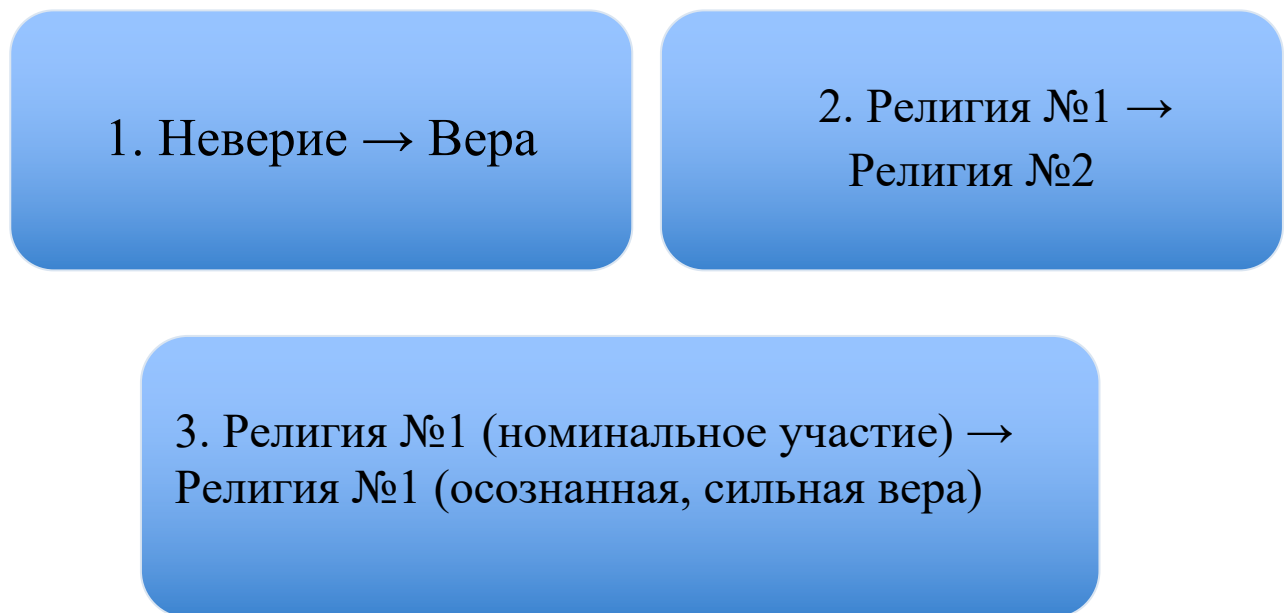 1. Неверие → Вера
2. Религия №1 →
Религия №2
3. Религия №1 (номинальное участие) →
Религия №1 (осознанная, сильная вера)